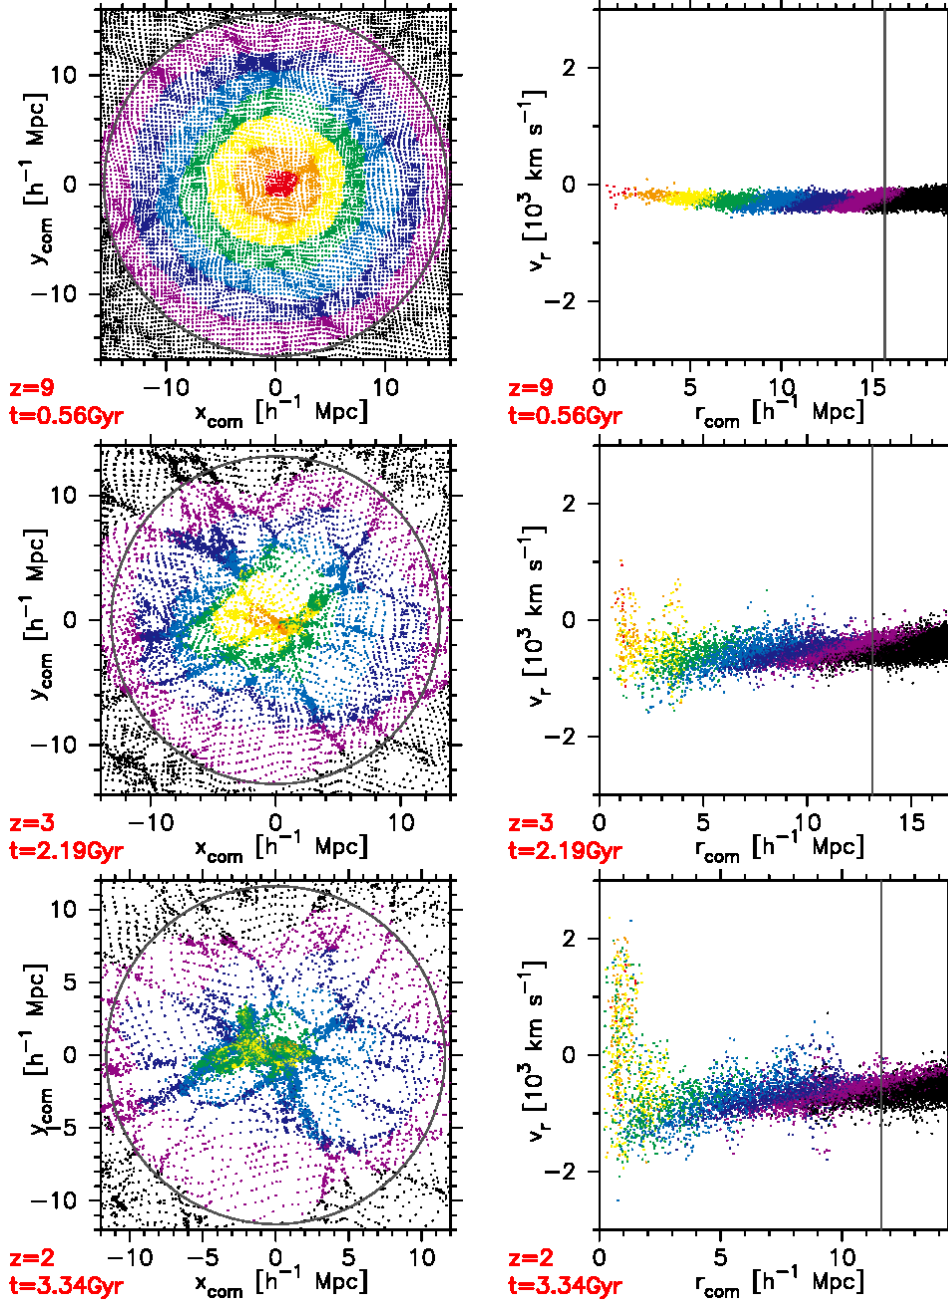 10
0
−10
y_com [h^-1 Mpc]
−10 0 10
x_com [h^-1 Mpc]
z=9
t=0.56Gyr
2
0
−2
v_r [10^3 km s^-1]
0 5 10 15
r_com [h^-1 Mpc]
z=9
t=0.56Gyr
10
0
−10
y_com [h^-1 Mpc]
−10 0 10
x_com [h^-1 Mpc]
z=3
t=2.19Gyr
2
0
−2
v_r [10^3 km s^-1]
0 5 10 15
r_com [h^-1 Mpc]
z=3
t=2.19Gyr
10
5
0
−5
−10
y_com [h^-1 Mpc]
−10 −5 0 5 10
x_com [h^-1 Mpc]
z=2
t=3.34Gyr
2
0
−2
v_r [10^3 km s^-1]
0 5 10
r_com [h^-1 Mpc]
z=2
t=3.34Gyr